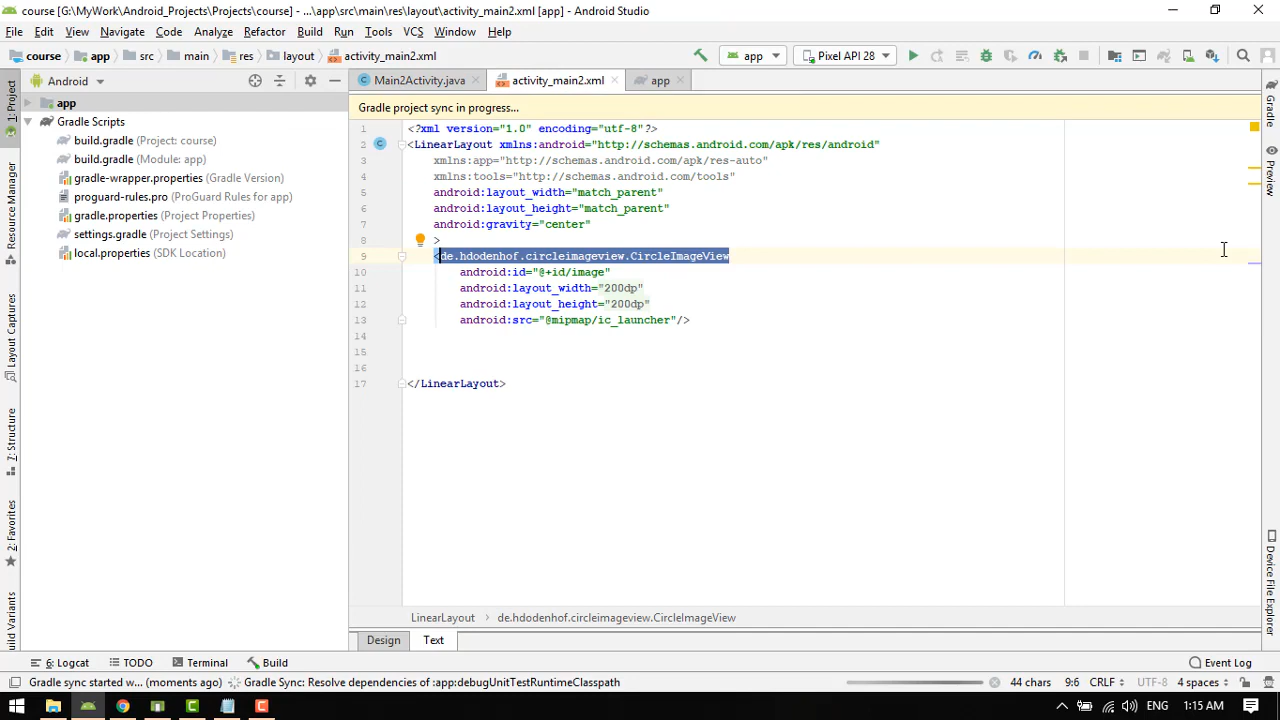 course [G:\MyWork\Android_Projects\Projects\course] - ...\app\src\main\res\layout\activity_main2.xml [app] - Android Studio
File Edit View Navigate Code Analyze Refactor Build Run Tools VCS Window Help
course app src main res layout activity_main2.xml app Pixel API 28
Android Main2Activity.java activity_main2.xml app
Gradle project sync in progress...
app
Gradle Scripts
build.gradle (Project: course)
build.gradle (Module: app)
gradle-wrapper.properties (Gradle Version)
proguard-rules.pro (ProGuard Rules for app)
gradle.properties (Project Properties)
settings.gradle (Project Settings)
local.properties (SDK Location)
1: Project
Resource Manager
Layout Captures
7: Structure
2: Favorites
Build Variants
1 <?xml version="1.0" encoding="utf-8"?>
2 <LinearLayout xmlns:android="http://schemas.android.com/apk/res/android"
3 xmlns:app="http://schemas.android.com/apk/res-auto"
4 xmlns:tools="http://schemas.android.com/tools"
5 android:layout_width="match_parent"
6 android:layout_height="match_parent"
7 android:gravity="center"
8 >
9 <de.hdodenhof.circleimageview.CircleImageView
10 android:id="@+id/image"
11 android:layout_width="200dp"
12 android:layout_height="200dp"
13 android:src="@mipmap/ic_launcher"/>
14
15
16
17 </LinearLayout>
Gradle
Preview
Device File Explorer
LinearLayout › de.hdodenhof.circleimageview.CircleImageView
Design Text
6: Logcat TODO Terminal Build Event Log
Gradle sync started w... (moments ago) Gradle Sync: Resolve dependencies of :app:debugUnitTestRuntimeClasspath 44 chars 9:6 CRLF UTF-8 4 spaces
ENG 1:15 AM